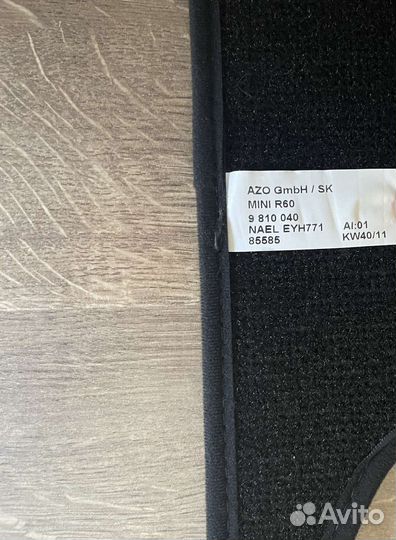 AZO GmbH / SK
MINI R60
9 810 040
NAEL EYH771 AI:01
85585 KW40/11
Avito